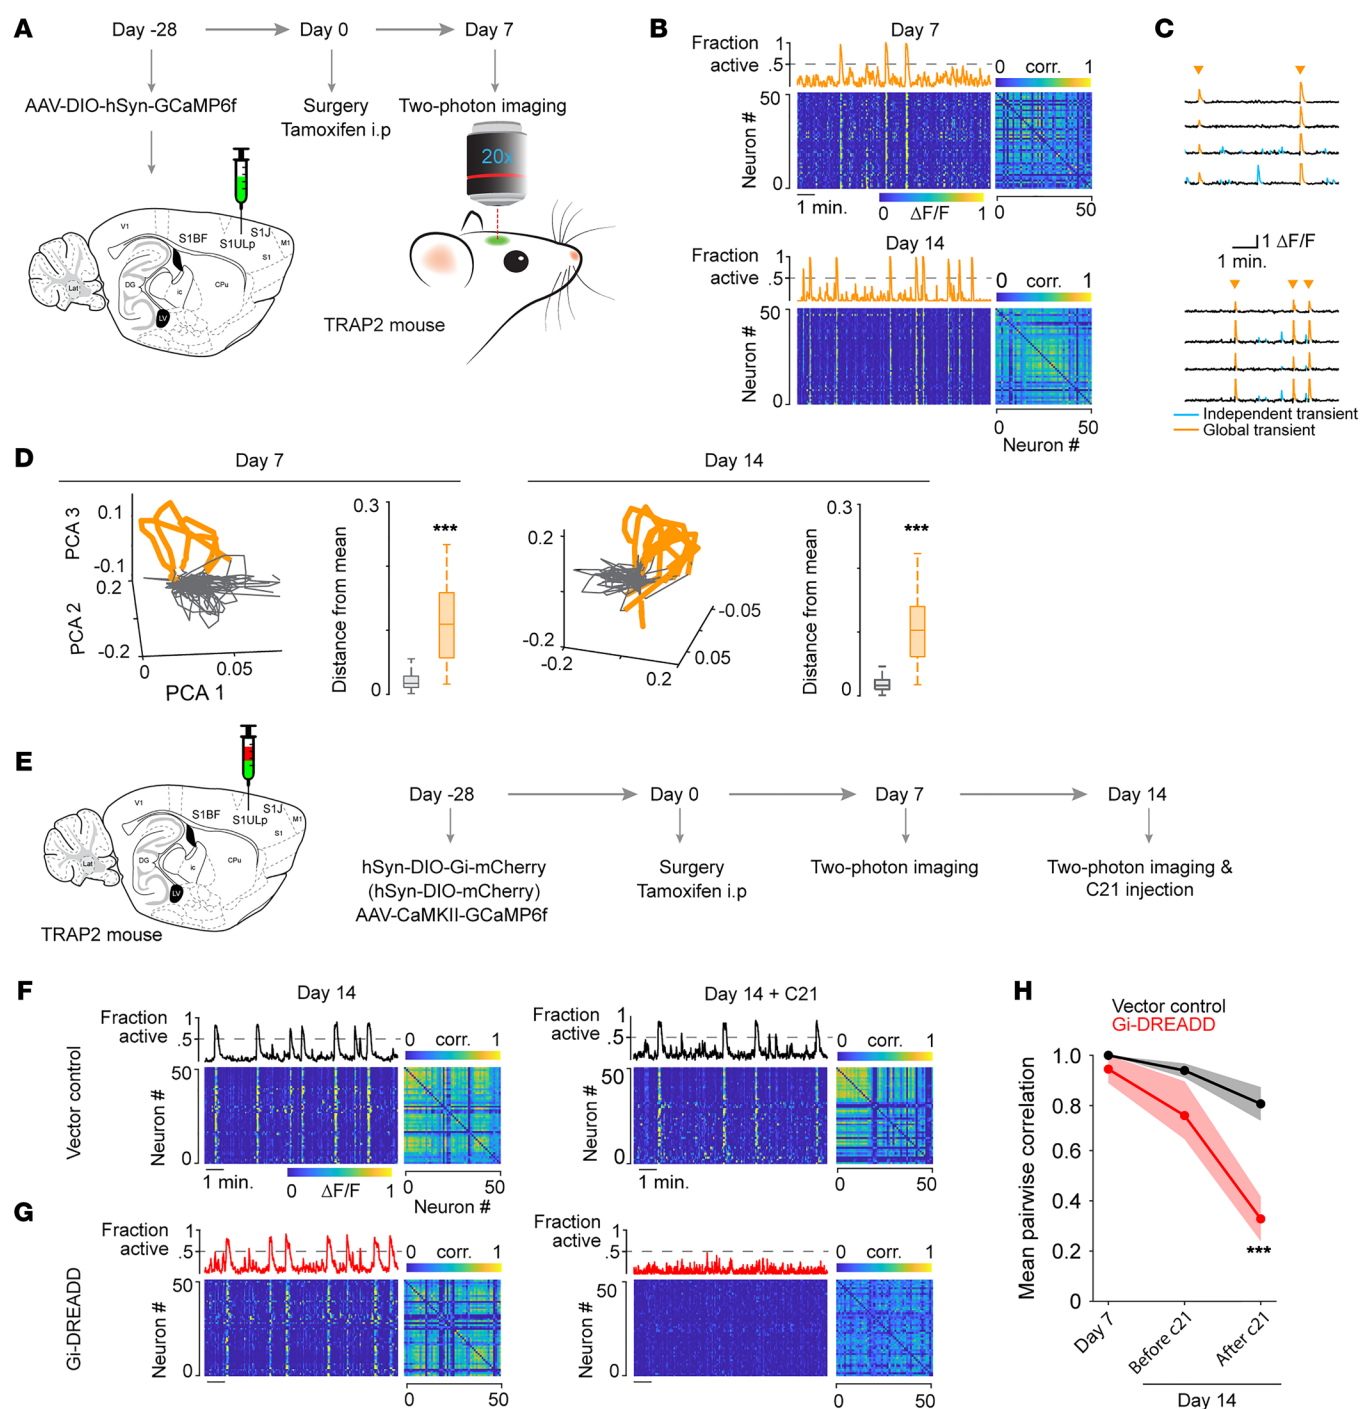 A
Day -28
Day 0
Day 7
AAV-DIO-hSyn-GCaMP6f
Surgery
Tamoxifen i.p
Two-photon imaging
20x
V1
S1BF
S1ULp
S1J
M1
S1
Lat
DG
ic
CPu
LV
TRAP2 mouse
B
Day 7
Fraction
active
1
.5
0 corr. 1
50
Neuron #
0
1 min.
0 ΔF/F 1
0 50
Day 14
Fraction
active
1
.5
0 corr. 1
50
Neuron #
0
0 50
Neuron #
C
1 ΔF/F
1 min.
Independent transient
Global transient
D
Day 7
PCA 3
0.1
-0.1
PCA 2
0.2
-0.2
0
0.05
PCA 1
Distance from mean
0.3
0
***
Day 14
0.2
-0.2
-0.2
0.2
-0.05
0.05
Distance from mean
0.3
0
***
E
V1
S1BF
S1ULp
S1J
M1
S1
Lat
DG
ic
CPu
LV
TRAP2 mouse
Day -28
Day 0
Day 7
Day 14
hSyn-DIO-Gi-mCherry
(hSyn-DIO-mCherry)
AAV-CaMKII-GCaMP6f
Surgery
Tamoxifen i.p
Two-photon imaging
Two-photon imaging &
C21 injection
F
Vector control
Day 14
Fraction
active
1
.5
0 corr. 1
50
Neuron #
0
1 min.
0 ΔF/F 1
0 50
Neuron #
Day 14 + C21
Fraction
active
1
.5
0 corr. 1
50
Neuron #
0
1 min.
0 50
G
Gi-DREADD
Fraction
active
1
.5
0 corr. 1
50
Neuron #
0
0 50
Fraction
active
1
.5
0 corr. 1
50
Neuron #
0
0 50
H
Vector control
Gi-DREADD
Mean pairwise correlation
1.0
0.8
0.6
0.4
0.2
0
***
Day 7
Before c21
After c21
Day 14